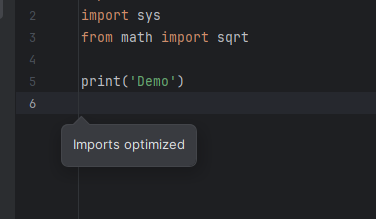 2 import sys
3 from math import sqrt
4
5 print('Demo')
6
Imports optimized